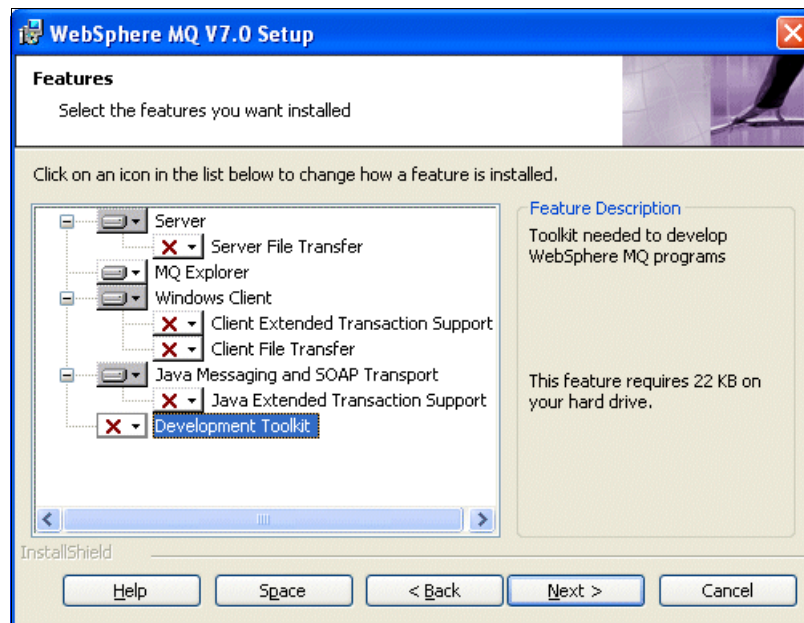 WebSphere MQ V7.0 Setup
Features
Select the features you want installed
Click on an icon in the list below to change how a feature is installed.
Server
Server File Transfer
MQ Explorer
Windows Client
Client Extended Transaction Support
Client File Transfer
Java Messaging and SOAP Transport
Java Extended Transaction Support
Development Toolkit
Feature Description
Toolkit needed to develop
WebSphere MQ programs
This feature requires 22 KB on
your hard drive.
InstallShield
Help
Space
< Back
Next >
Cancel